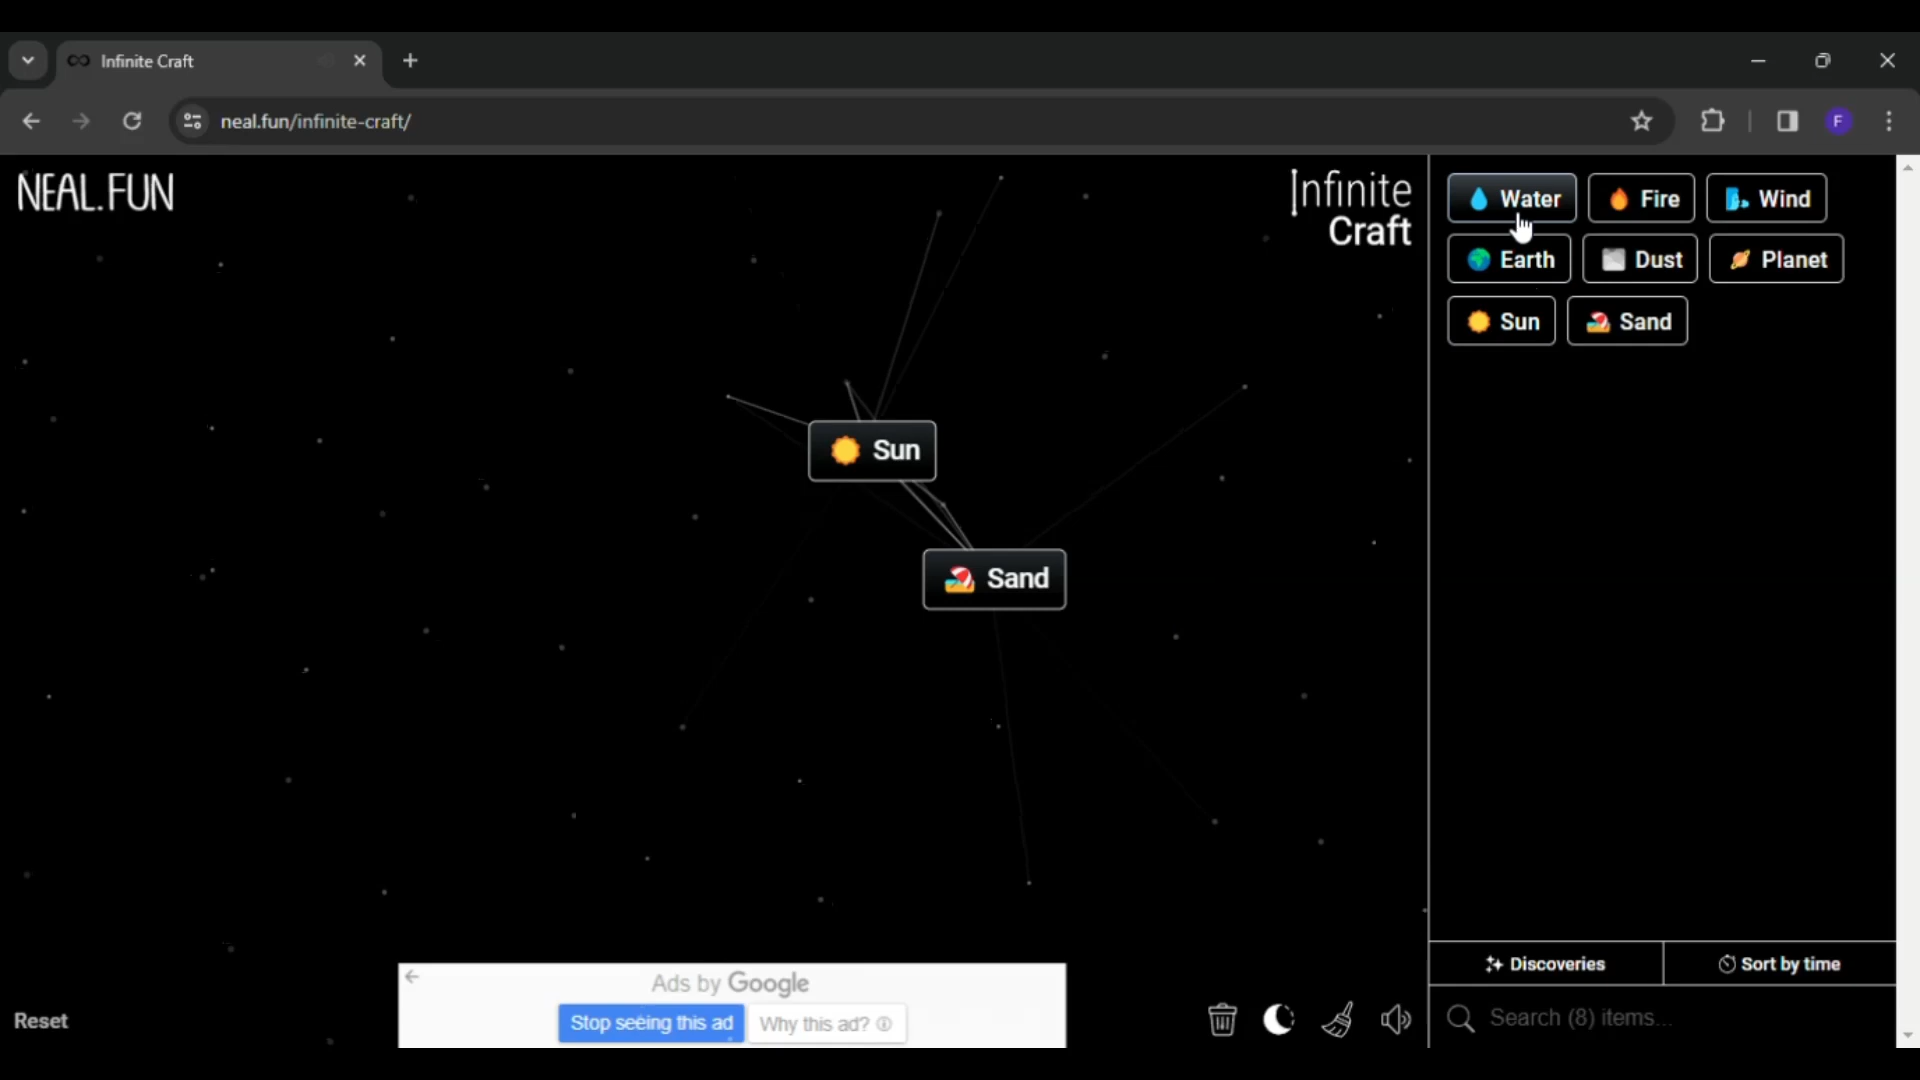 Infinite Craft
neal.fun/infinite-craft/
F
NEAL.FUN
Infinite
Craft
Water Fire Wind
Earth Dust Planet
Sun Sand
Sun
Sand
Discoveries Sort by time
Search (8) items...
Ads by Google
Stop seeing this ad Why this ad?
Reset